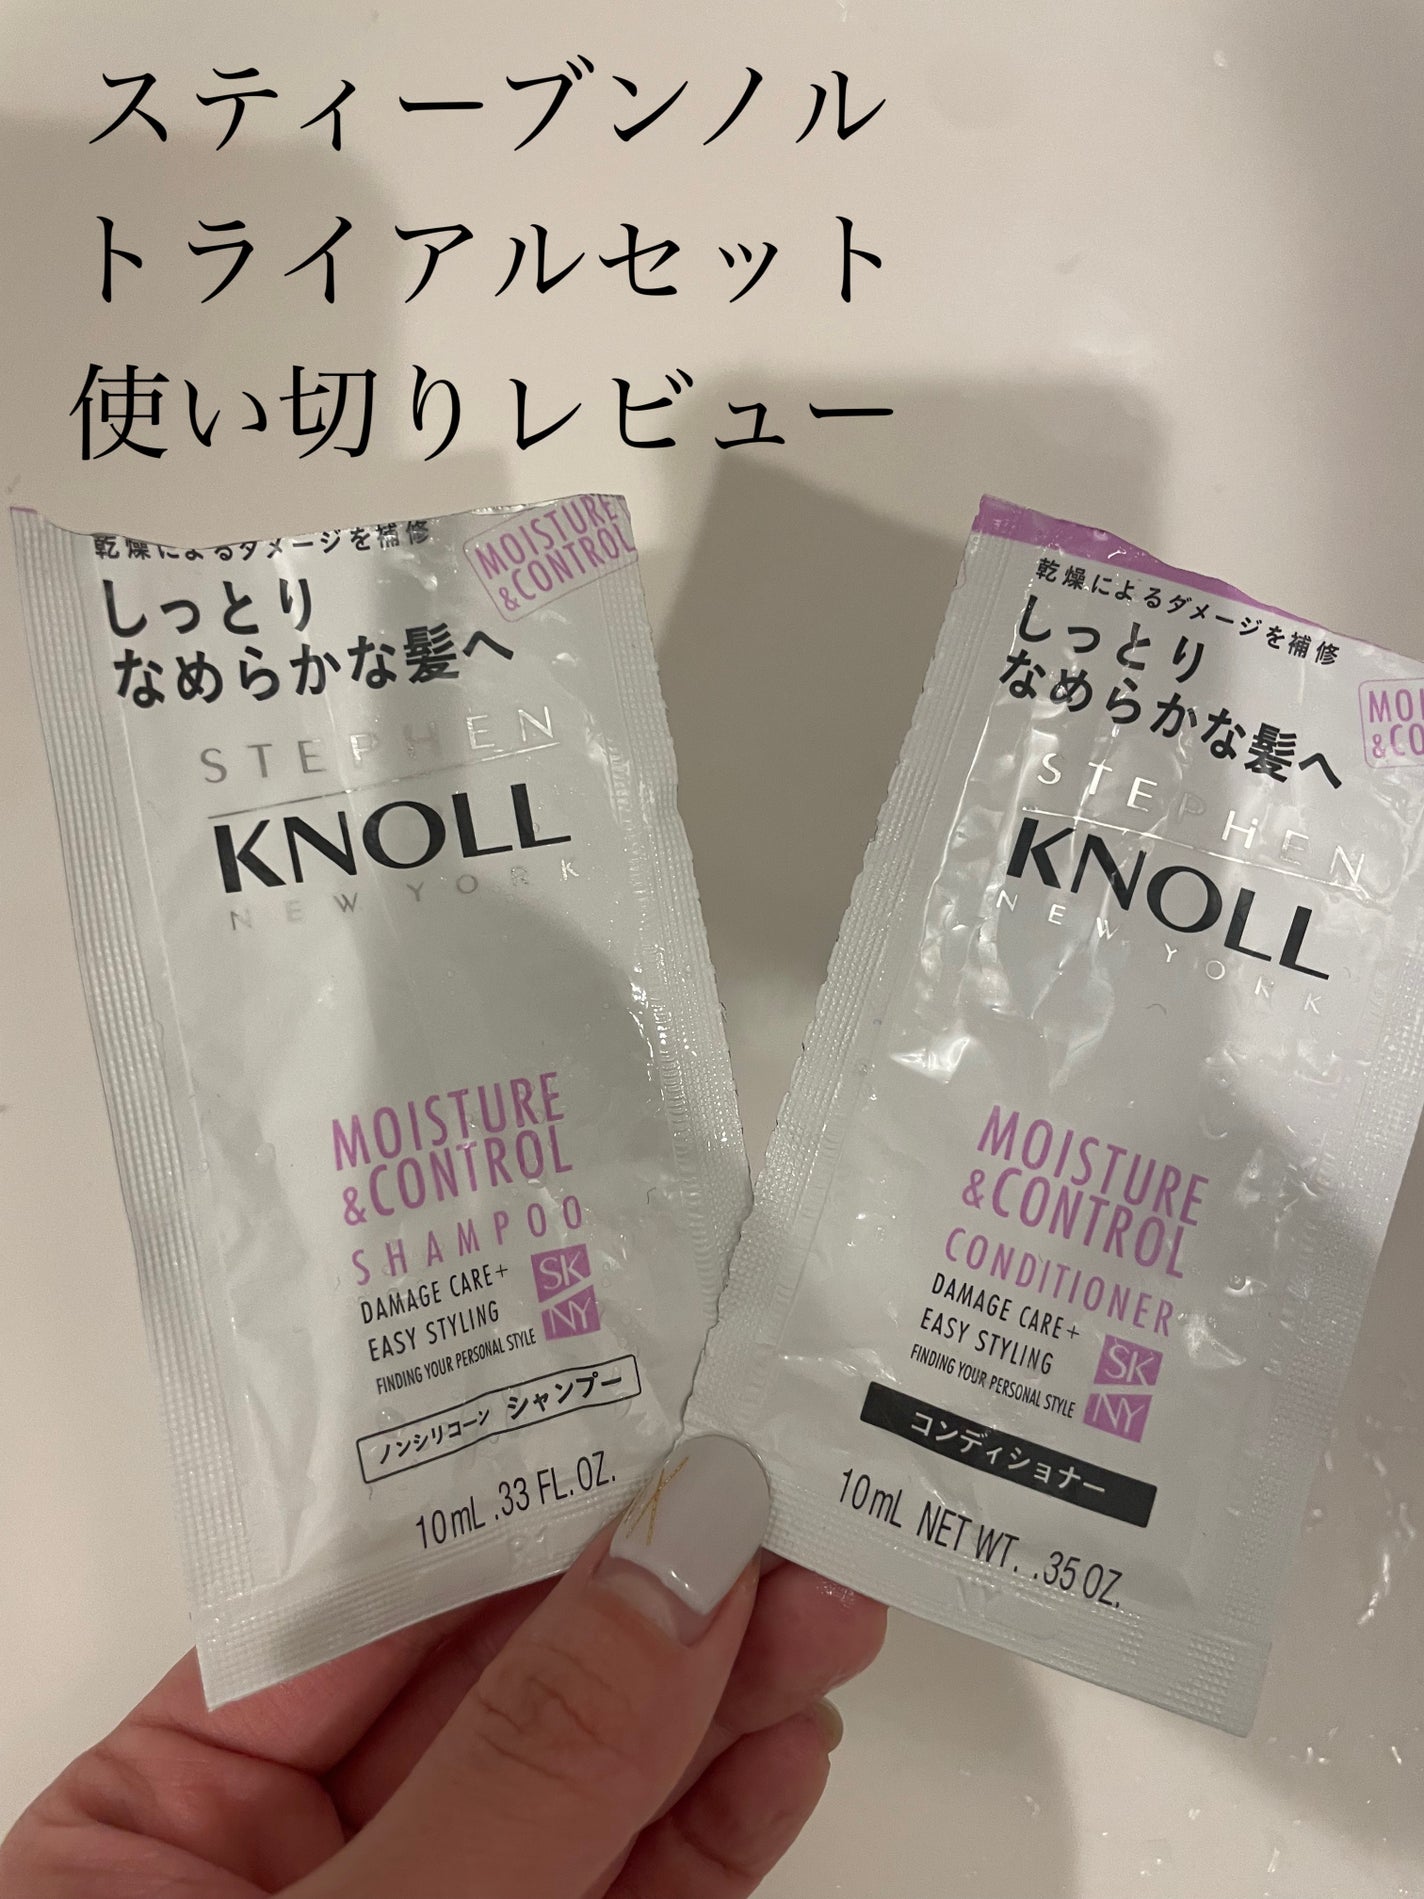 スティーブンノル
トライアルセット
使い切りレビュー
乾燥によるダメージを補修
しっとり
なめらかな髪へ
MOISTURE
&CONTROL
STEPHEN
KNOLL
NEW YORK
MOISTURE
&CONTROL
SHAMPOO
DAMAGE CARE+
EASY STYLING
FINDING YOUR PERSONAL STYLE
SK
NY
ノンシリコーン シャンプー
10mL .33 FL.OZ.
乾燥によるダメージを補修
しっとり
なめらかな髪へ
MOI
&CO
STEPHEN
KNOLL
NEW YORK
MOISTURE
&CONTROL
CONDITIONER
DAMAGE CARE+
EASY STYLING
FINDING YOUR PERSONAL STYLE
SK
NY
コンディショナー
10mL NET WT. .35 OZ.